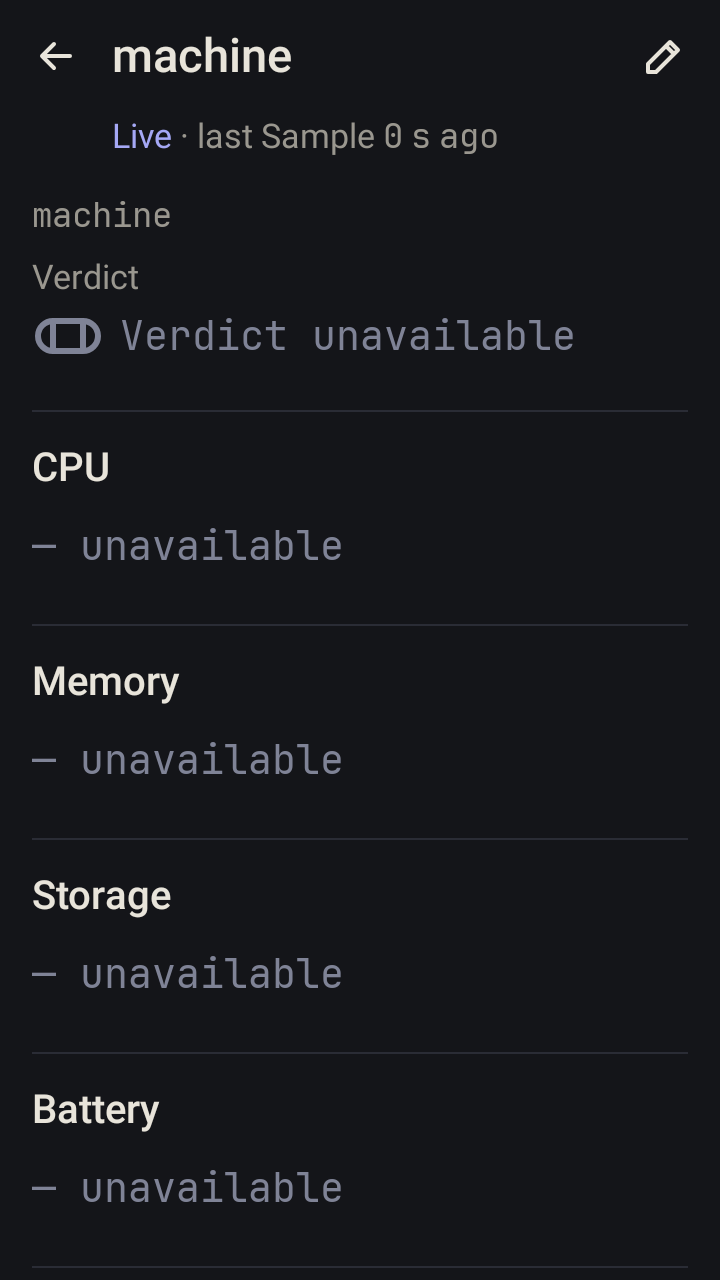 machine
Live · last Sample 0 s ago
machine
Verdict
Verdict unavailable
CPU
— unavailable
Memory
— unavailable
Storage
— unavailable
Battery
— unavailable